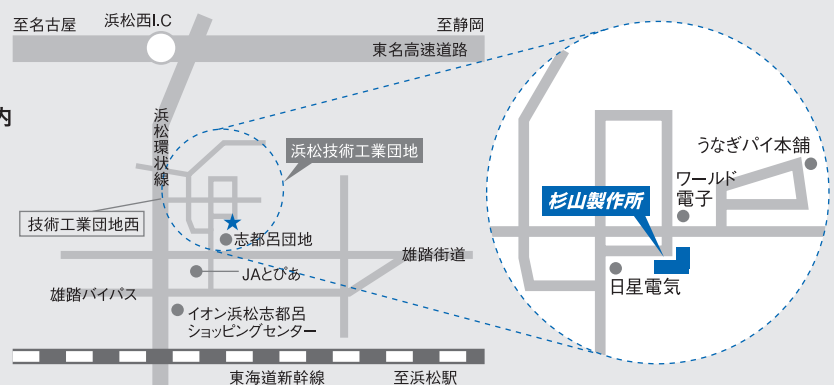 至名古屋
浜松西I.C
至静岡
東名高速道路
内
浜松環状線
浜松技術工業団地
技術工業団地西
志都呂団地
雄踏街道
JAとぴあ
雄踏バイパス
イオン浜松志都呂
ショッピングセンター
東海道新幹線
至浜松駅
うなぎパイ本舗
ワールド
電子
杉山製作所
日星電気